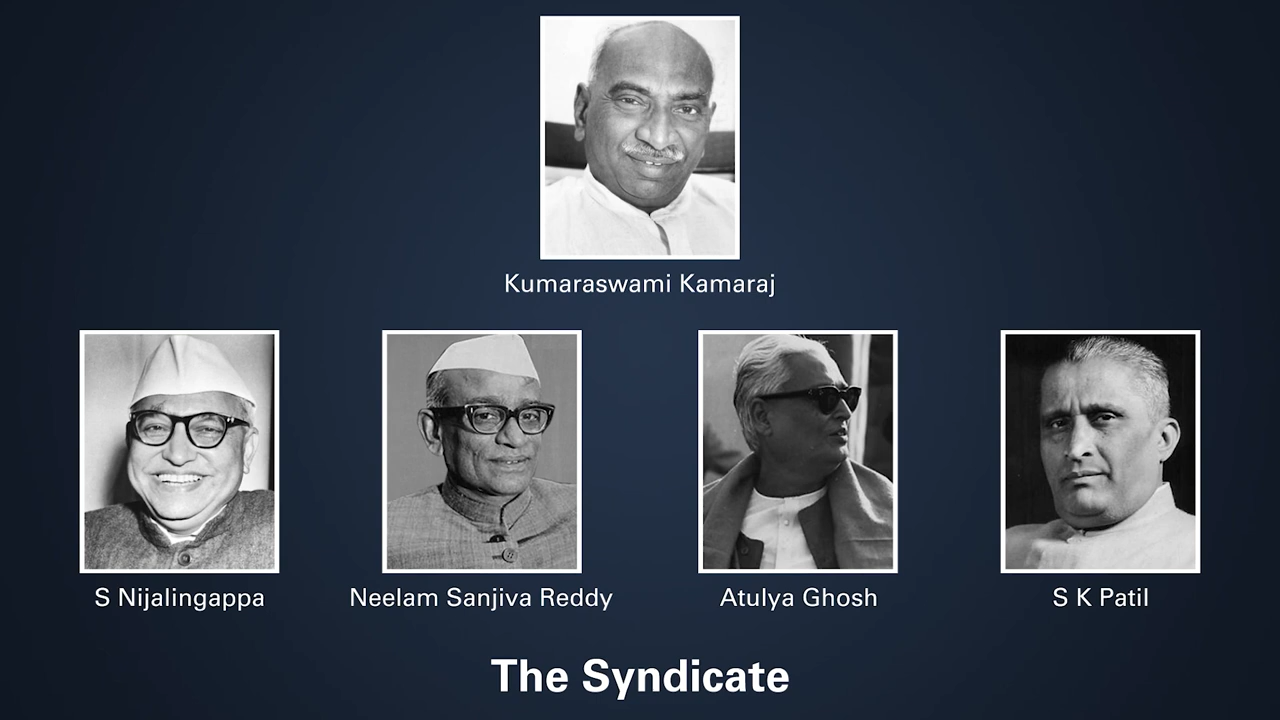 Kumaraswami Kamaraj
S Nijalingappa
Neelam Sanjiva Reddy
Atulya Ghosh
S K Patil
The Syndicate